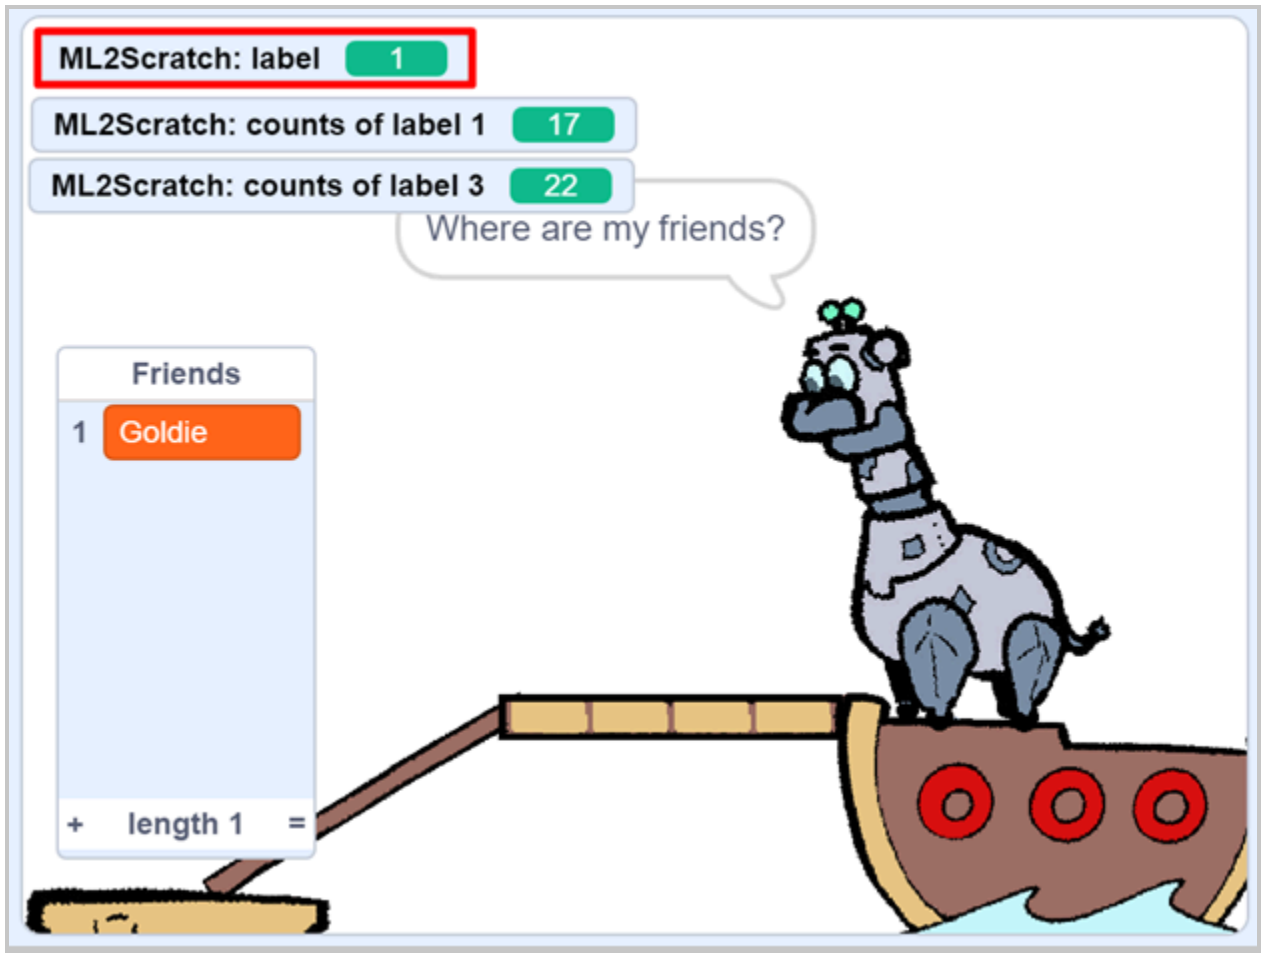 ML2Scratch: label 1
ML2Scratch: counts of label 1 17
ML2Scratch: counts of label 3 22
Where are my friends?
Friends
1 Goldie
+ length 1 =